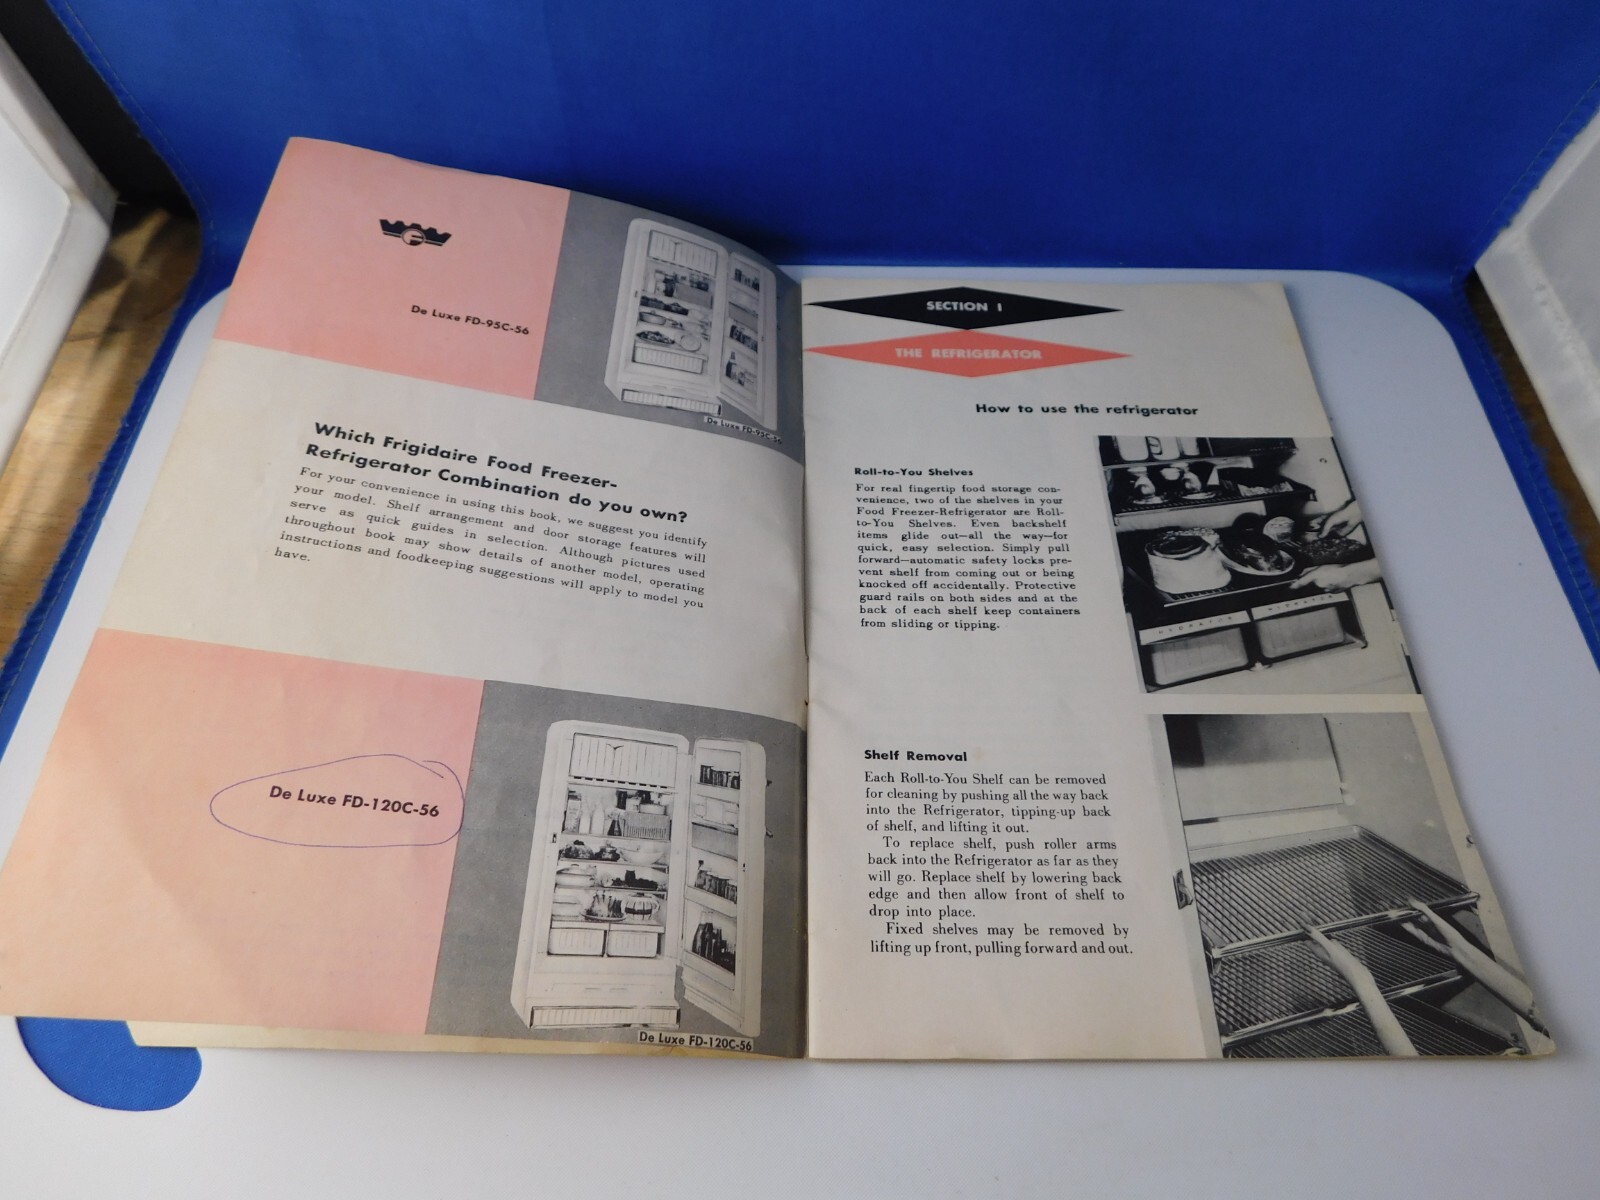 De Luxe FD-95C-56
De Luxe FD-95C-56
Which Frigidaire Food Freezer-
Refrigerator Combination do you own?
For your convenience in using this book, we suggest you identify
your model. Shelf arrangement and door storage features will
serve as quick guides in selection. Although pictures used
throughout book may show details of another model, operating
instructions and foodkeeping suggestions will apply to model you
have.
De Luxe FD-120C-56
De Luxe FD-120C-56
SECTION I
THE REFRIGERATOR
How to use the refrigerator
Roll-to-You Shelves
For real fingertip food storage con-
venience, two of the shelves in your
Food Freezer-Refrigerator are Roll-
to-You Shelves. Even backshelf
items glide out—all the way—for
quick, easy selection. Simply pull
forward—automatic safety locks pre-
vent shelf from coming out or being
knocked off accidentally. Protective
guard rails on both sides and at the
back of each shelf keep containers
from sliding or tipping.
HYDRATOR
HYDRATOR
Shelf Removal
Each Roll-to-You Shelf can be removed
for cleaning by pushing all the way back
into the Refrigerator, tipping-up back
of shelf, and lifting it out.
To replace shelf, push roller arms
back into the Refrigerator as far as they
will go. Replace shelf by lowering back
edge and then allow front of shelf to
drop into place.
Fixed shelves may be removed by
lifting up front, pulling forward and out.